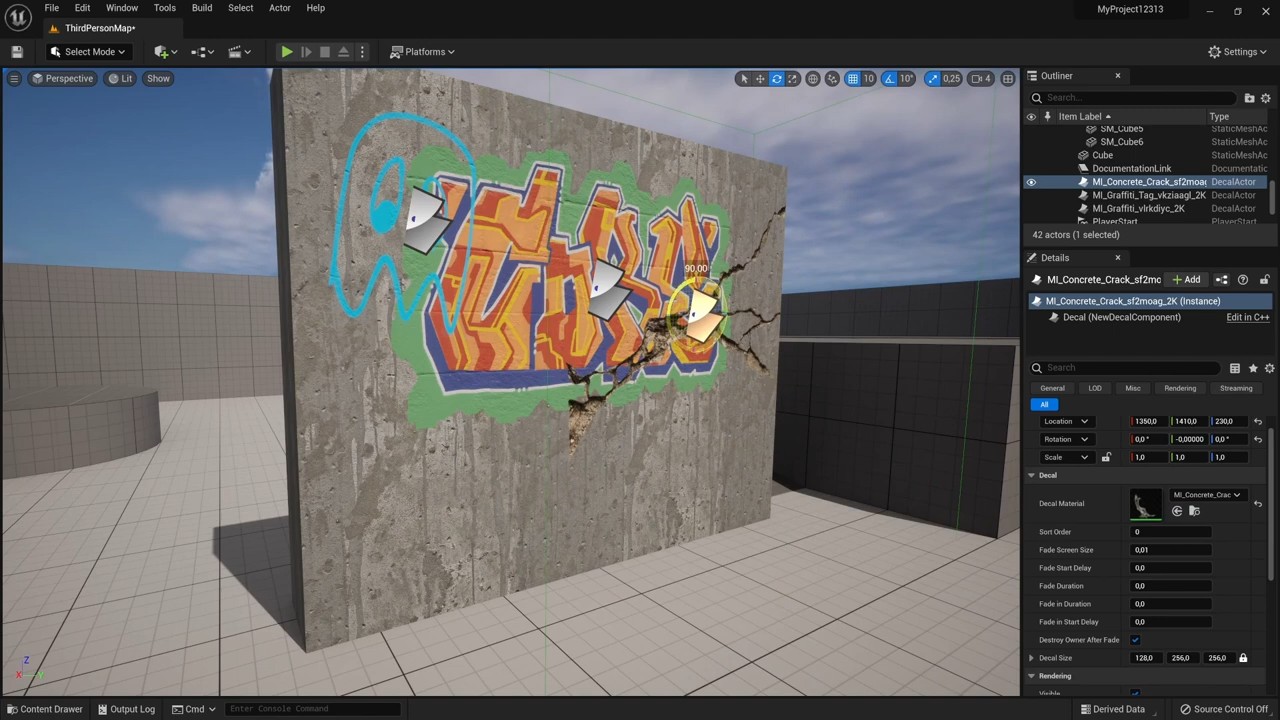 File Edit Window Tools Build Select Actor Help
MyProject12313
ThirdPersonMap*
Select Mode
Platforms
Settings
Perspective Lit Show
10 10° 0,25 4
Outliner
Search...
Item Label Type
SM_Cube5 StaticMeshAc
SM_Cube6 StaticMeshAc
Cube StaticMeshAc
DocumentationLink Documentatic
MI_Concrete_Crack_sf2moag DecalActor
MI_Graffiti_Tag_vkziaagl_2K DecalActor
MI_Graffiti_vlrkdiyc_2K DecalActor
PlayerStart PlayerStart
42 actors (1 selected)
90,00
Details
MI_Concrete_Crack_sf2mo
Add
MI_Concrete_Crack_sf2moag_2K (Instance)
Decal (NewDecalComponent) Edit in C++
Search
General LOD Misc Rendering Streaming
All
Location 1350,0 1410,0 230,0
Rotation 0,0 ° -0,00000 0,0 °
Scale 1,0 1,0 1,0
Decal
Decal Material MI_Concrete_Crac
Sort Order 0
Fade Screen Size 0,01
Fade Start Delay 0,0
Fade Duration 0,0
Fade in Duration 0,0
Fade in Start Delay 0,0
Destroy Owner After Fade
Decal Size 128,0 256,0 256,0
Rendering
Visible
Z
X Y
Content Drawer Output Log Cmd Enter Console Command
Derived Data Source Control Off